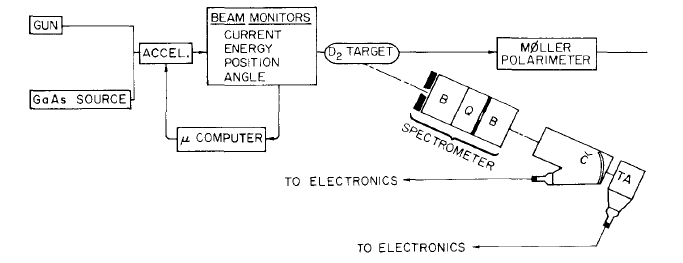 GUN
GaAs SOURCE
ACCEL.
BEAM MONITORS
CURRENT
ENERGY
POSITION
ANGLE
μ COMPUTER
D₂ TARGET
MØLLER
POLARIMETER
B
Q
B
SPECTROMETER
Č
TA
TO ELECTRONICS
TO ELECTRONICS